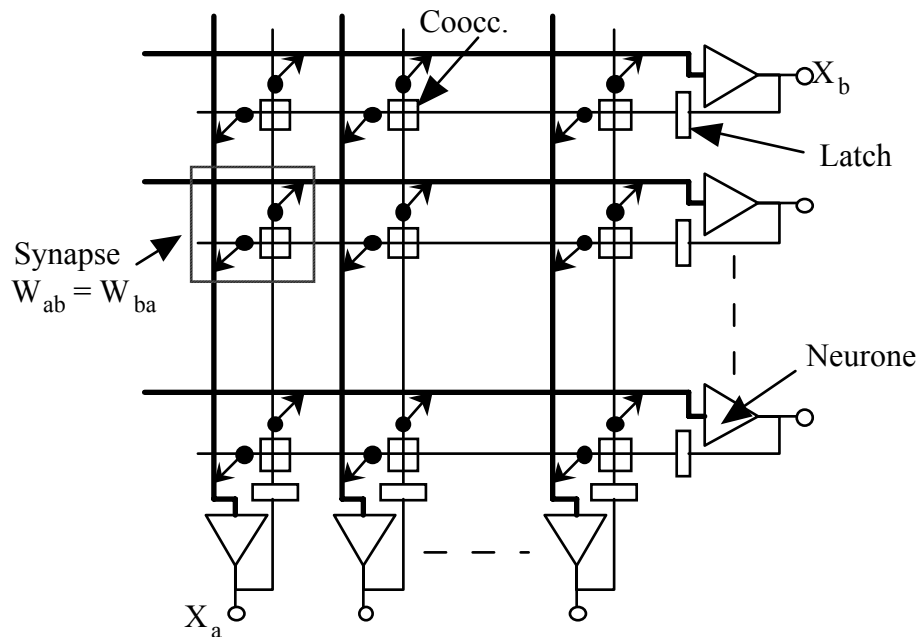 Coocc.
X_b
Latch
Synapse
W_ab = W_ba
Neurone
X_a